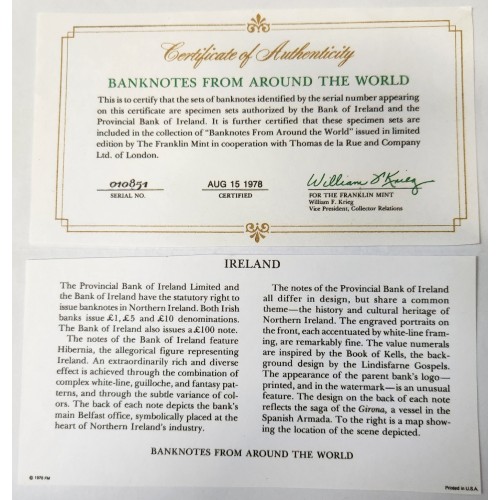 Certificate of Authenticity
BANKNOTES FROM AROUND THE WORLD
This is to certify that the sets of banknotes identified by the serial number appearing
on this certificate are specimen sets authorized by the Bank of Ireland and the
Provincial Bank of Ireland. It is further certified that these specimen sets are
included in the collection of "Banknotes From Around the World" issued in limited
edition by The Franklin Mint in cooperation with Thomas de la Rue and Company
Ltd. of London.
010851
SERIAL NO.
AUG 15 1978
CERTIFIED
William F. Krieg
FOR THE FRANKLIN MINT
William F. Krieg
Vice President, Collector Relations
IRELAND
The Provincial Bank of Ireland Limited and
the Bank of Ireland have the statutory right to
issue banknotes in Northern Ireland. Both Irish
banks issue £1, £5 and £10 denominations.
The Bank of Ireland also issues a £100 note.
The notes of the Bank of Ireland feature
Hibernia, the allegorical figure representing
Ireland. An extraordinarily rich and diverse
effect is achieved through the combination of
complex white-line, guilloche, and fantasy pat-
terns, and through the subtle variance of col-
ors. The back of each note depicts the bank's
main Belfast office, symbolically placed at the
heart of Northern Ireland's industry.
The notes of the Provincial Bank of Ireland
all differ in design, but share a common
theme—the history and cultural heritage of
Northern Ireland. The engraved portraits on
the front, each accentuated by white-line fram-
ing, are remarkably fine. The value numerals
are inspired by the Book of Kells, the back-
ground design by the Lindisfarne Gospels.
The appearance of the parent bank's logo—
printed, and in the watermark—is an unusual
feature. The design on the back of each note
reflects the saga of the Girona, a vessel in the
Spanish Armada. To the right is a map show-
ing the location of the scene depicted.
BANKNOTES FROM AROUND THE WORLD
© 1978 FM
Printed in U.S.A.